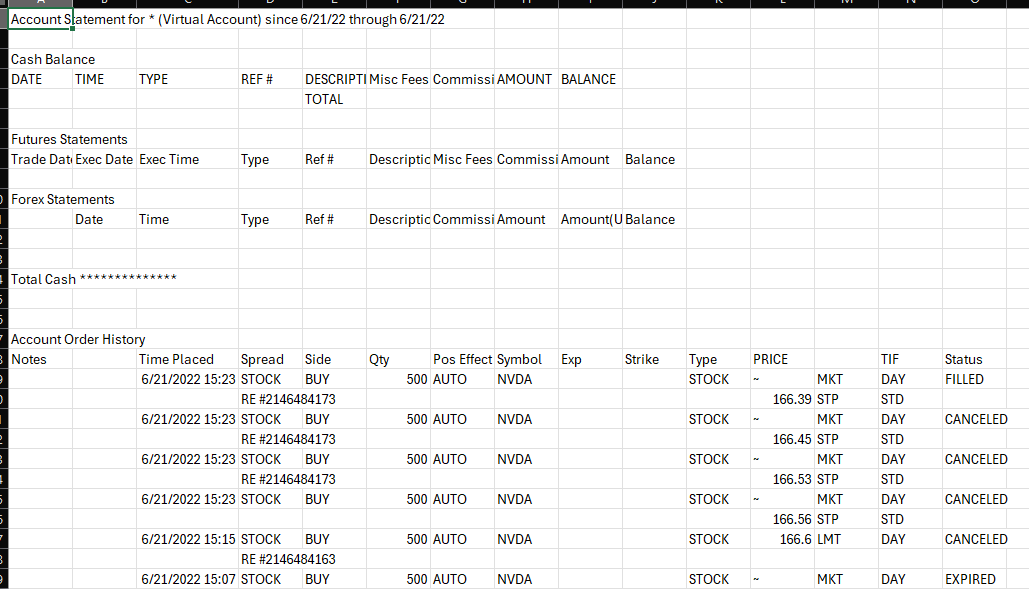 Account Statement for * (Virtual Account) since 6/21/22 through 6/21/22
Cash Balance
DATE TIME TYPE REF # DESCRIPTI Misc Fees Commissi AMOUNT BALANCE
TOTAL
Futures Statements
Trade Dat Exec Date Exec Time Type Ref # Descriptic Misc Fees Commissi Amount Balance
Forex Statements
Date Time Type Ref # Descriptic Commissi Amount Amount(U Balance
Total Cash **************
Account Order History
Notes Time Placed Spread Side Qty Pos Effect Symbol Exp Strike Type PRICE TIF Status
6/21/2022 15:23 STOCK BUY 500 AUTO NVDA STOCK ~ MKT DAY FILLED
RE #2146484173 166.39 STP STD
6/21/2022 15:23 STOCK BUY 500 AUTO NVDA STOCK ~ MKT DAY CANCELED
RE #2146484173 166.45 STP STD
6/21/2022 15:23 STOCK BUY 500 AUTO NVDA STOCK ~ MKT DAY CANCELED
RE #2146484173 166.53 STP STD
6/21/2022 15:23 STOCK BUY 500 AUTO NVDA STOCK ~ MKT DAY CANCELED
166.56 STP STD
6/21/2022 15:15 STOCK BUY 500 AUTO NVDA STOCK 166.6 LMT DAY CANCELED
RE #2146484163
6/21/2022 15:07 STOCK BUY 500 AUTO NVDA STOCK ~ MKT DAY EXPIRED